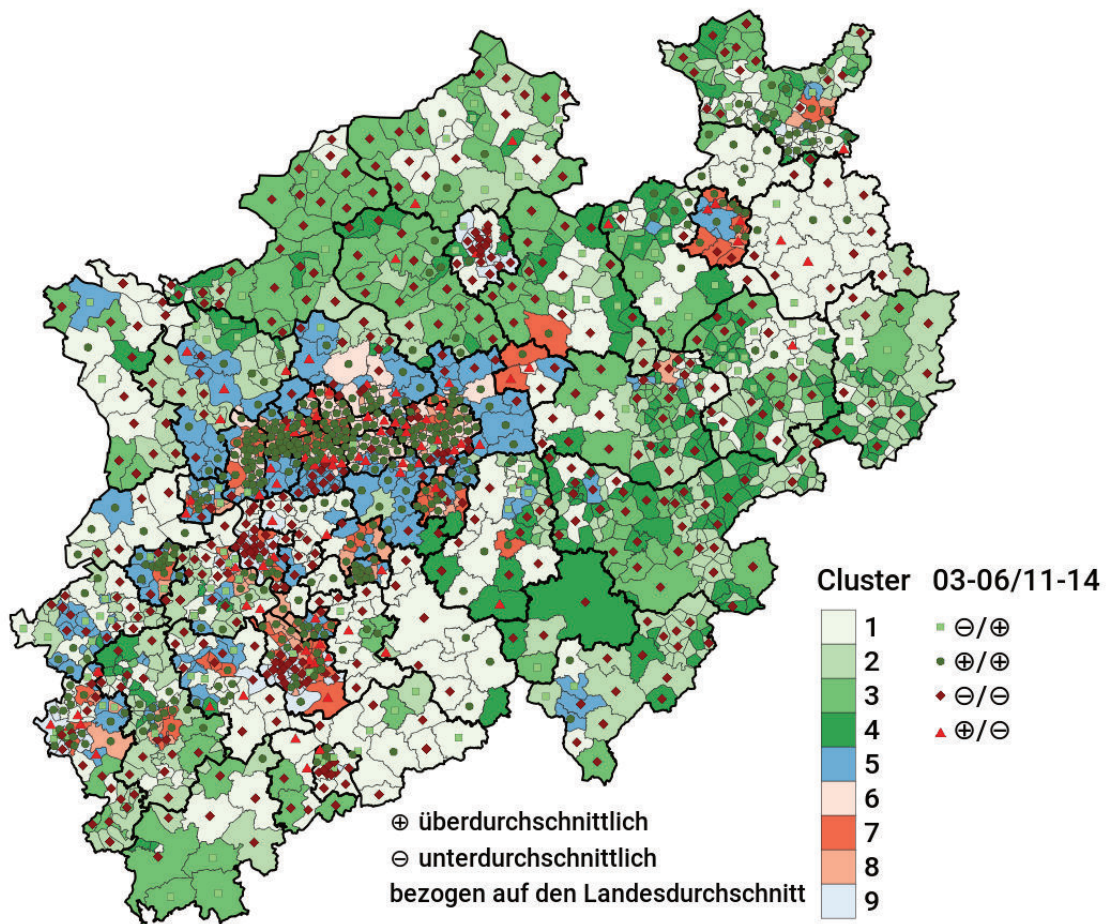 Cluster 03-06/11-14
1 ⊖/⊕
2 ⊕/⊕
3 ⊖/⊖
4 ⊕/⊖
5
6
7
8
9
⊕ überdurchschnittlich
⊖ unterdurchschnittlich
bezogen auf den Landesdurchschnitt